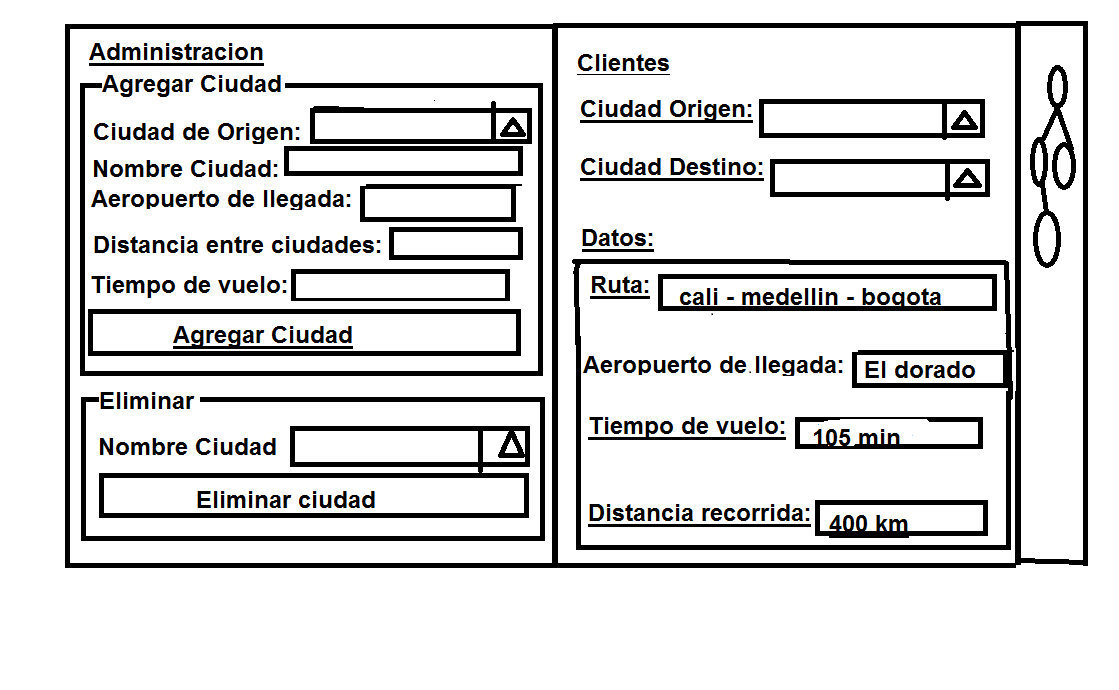 Administracion
Agregar Ciudad
Ciudad de Origen:
Nombre Ciudad:
Aeropuerto de llegada:
Distancia entre ciudades:
Tiempo de vuelo:
Agregar Ciudad
Eliminar
Nombre Ciudad
Eliminar ciudad
Clientes
Ciudad Origen:
Ciudad Destino:
Datos:
Ruta: cali - medellin - bogota
Aeropuerto de llegada: El dorado
Tiempo de vuelo: 105 min
Distancia recorrida: 400 km